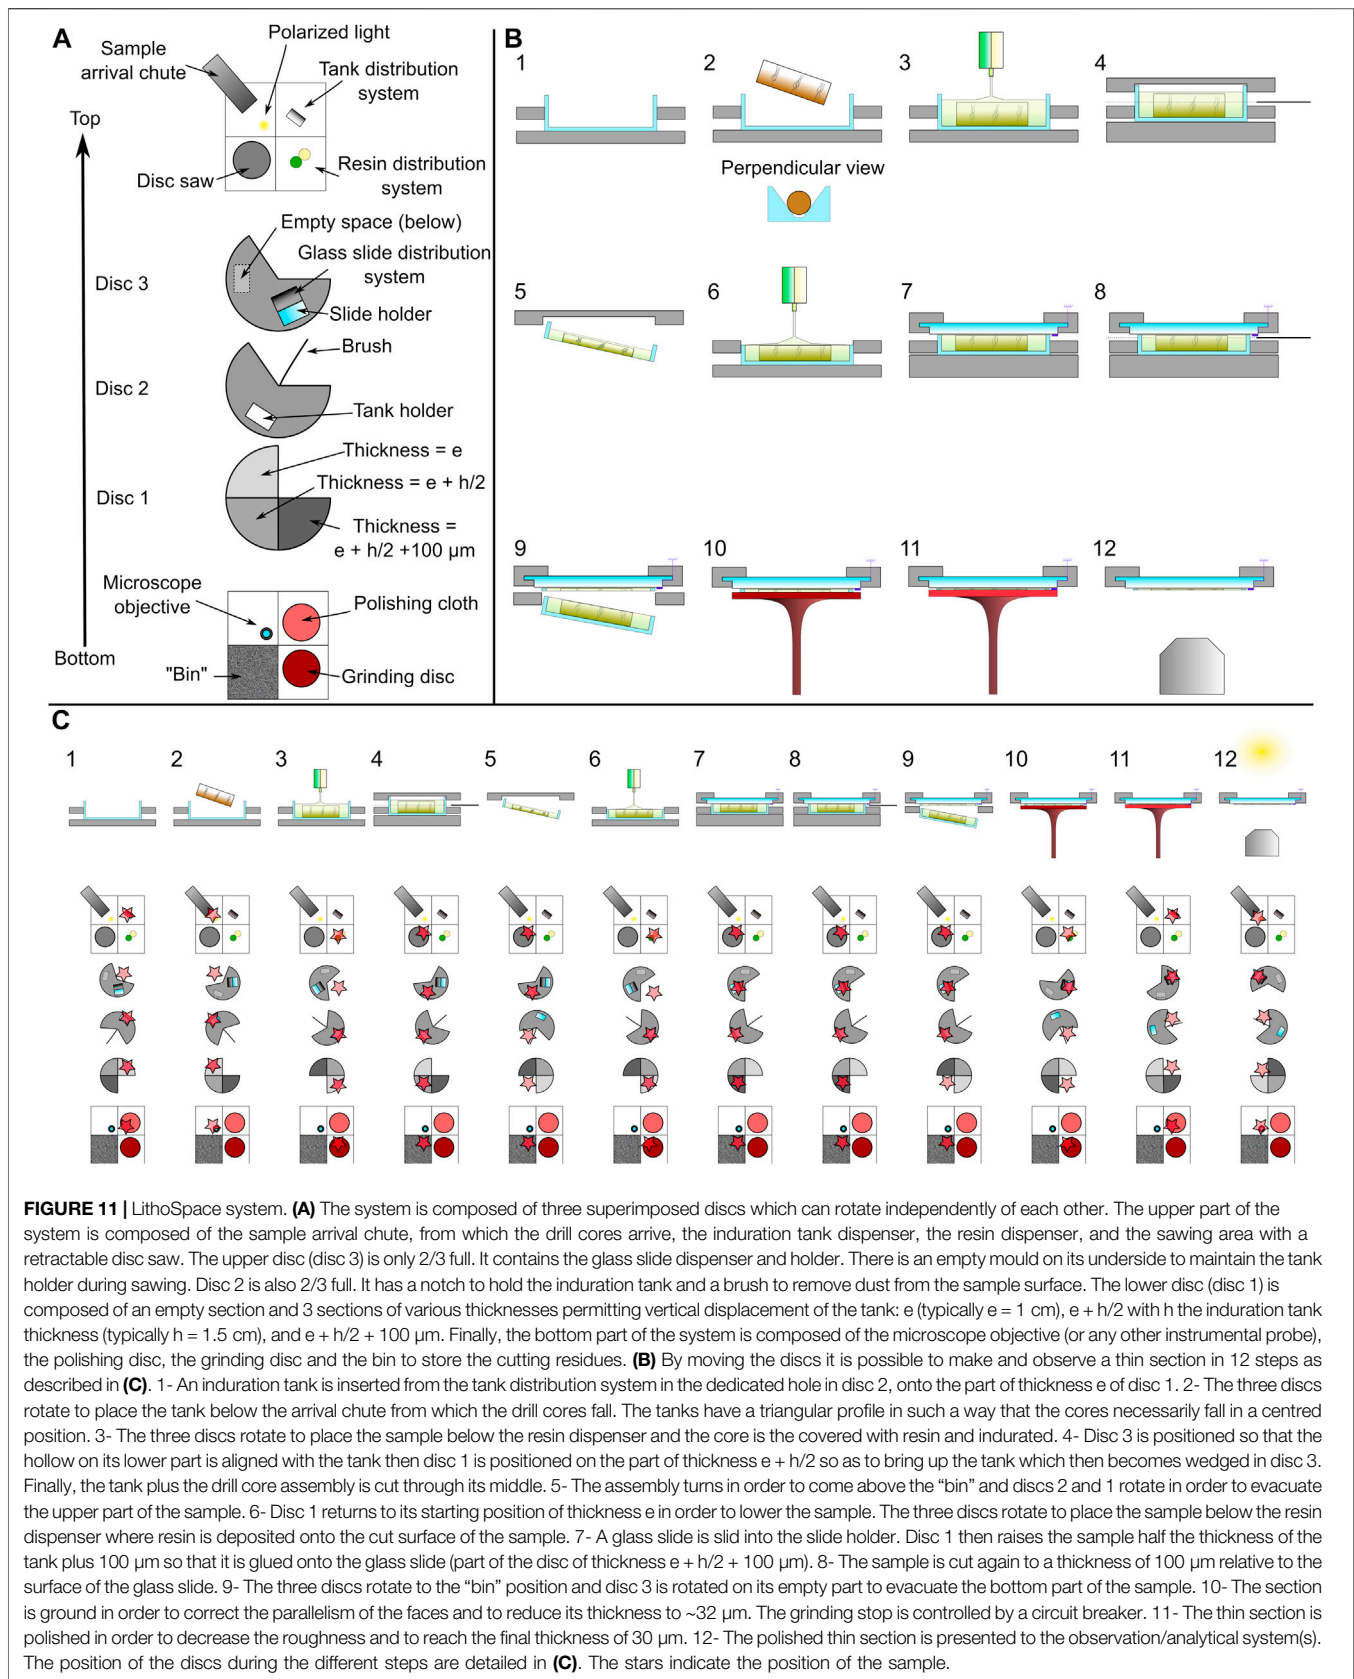 A
Sample
arrival chute
Polarized light
Tank distribution
system
Top
Disc saw
Resin distribution
system
Empty space (below)
Glass slide distribution
system
Disc 3
Slide holder
Brush
Disc 2
Tank holder
Thickness = e
Thickness = e + h/2
Disc 1
Thickness =
e + h/2 +100 µm
Microscope
objective
Polishing cloth
Bottom
"Bin"
Grinding disc
B
1
2
3
4
Perpendicular view
5
6
7
8
9
10
11
12
C
1
2
3
4
5
6
7
8
9
10
11
12
FIGURE 11 | LithoSpace system. (A) The system is composed of three superimposed discs which can rotate independently of each other. The upper part of the
system is composed of the sample arrival chute, from which the drill cores arrive, the induration tank dispenser, the resin dispenser, and the sawing area with a
retractable disc saw. The upper disc (disc 3) is only 2/3 full. It contains the glass slide dispenser and holder. There is an empty mould on its underside to maintain the tank
holder during sawing. Disc 2 is also 2/3 full. It has a notch to hold the induration tank and a brush to remove dust from the sample surface. The lower disc (disc 1) is
composed of an empty section and 3 sections of various thicknesses permitting vertical displacement of the tank: e (typically e = 1 cm), e + h/2 with h the induration tank
thickness (typically h = 1.5 cm), and e + h/2 + 100 µm. Finally, the bottom part of the system is composed of the microscope objective (or any other instrumental probe),
the polishing disc, the grinding disc and the bin to store the cutting residues. (B) By moving the discs it is possible to make and observe a thin section in 12 steps as
described in (C). 1- An induration tank is inserted from the tank distribution system in the dedicated hole in disc 2, onto the part of thickness e of disc 1. 2- The three discs
rotate to place the tank below the arrival chute from which the drill cores fall. The tanks have a triangular profile in such a way that the cores necessarily fall in a centred
position. 3- The three discs rotate to place the sample below the resin dispenser and the core is the covered with resin and indurated. 4- Disc 3 is positioned so that the
hollow on its lower part is aligned with the tank then disc 1 is positioned on the part of thickness e + h/2 so as to bring up the tank which then becomes wedged in disc 3.
Finally, the tank plus the drill core assembly is cut through its middle. 5- The assembly turns in order to come above the “bin” and discs 2 and 1 rotate in order to evacuate
the upper part of the sample. 6- Disc 1 returns to its starting position of thickness e in order to lower the sample. The three discs rotate to place the sample below the resin
dispenser where resin is deposited onto the cut surface of the sample. 7- A glass slide is slid into the slide holder. Disc 1 then raises the sample half the thickness of the
tank plus 100 µm so that it is glued onto the glass slide (part of the disc of thickness e + h/2 + 100 µm). 8- The sample is cut again to a thickness of 100 µm relative to the
surface of the glass slide. 9- The three discs rotate to the “bin” position and disc 3 is rotated on its empty part to evacuate the bottom part of the sample. 10- The section
is ground in order to correct the parallelism of the faces and to reduce its thickness to ~32 µm. The grinding stop is controlled by a circuit breaker. 11- The thin section is
polished in order to decrease the roughness and to reach the final thickness of 30 µm. 12- The polished thin section is presented to the observation/analytical system(s).
The position of the discs during the different steps are detailed in (C). The stars indicate the position of the sample.